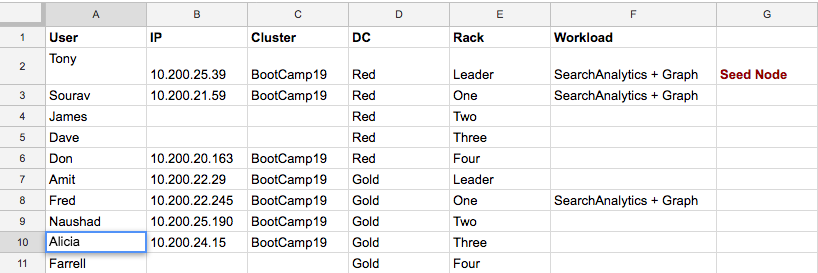 A B C D E F G
1 User IP Cluster DC Rack Workload
2 Tony 10.200.25.39 BootCamp19 Red Leader SearchAnalytics + Graph Seed Node
3 Sourav 10.200.21.59 BootCamp19 Red One SearchAnalytics + Graph
4 James Red Two
5 Dave Red Three
6 Don 10.200.20.163 BootCamp19 Red Four
7 Amit 10.200.22.29 BootCamp19 Gold Leader
8 Fred 10.200.22.245 BootCamp19 Gold One SearchAnalytics + Graph
9 Naushad 10.200.25.190 BootCamp19 Gold Two
10 Alicia 10.200.24.15 BootCamp19 Gold Three
11 Farrell Gold Four